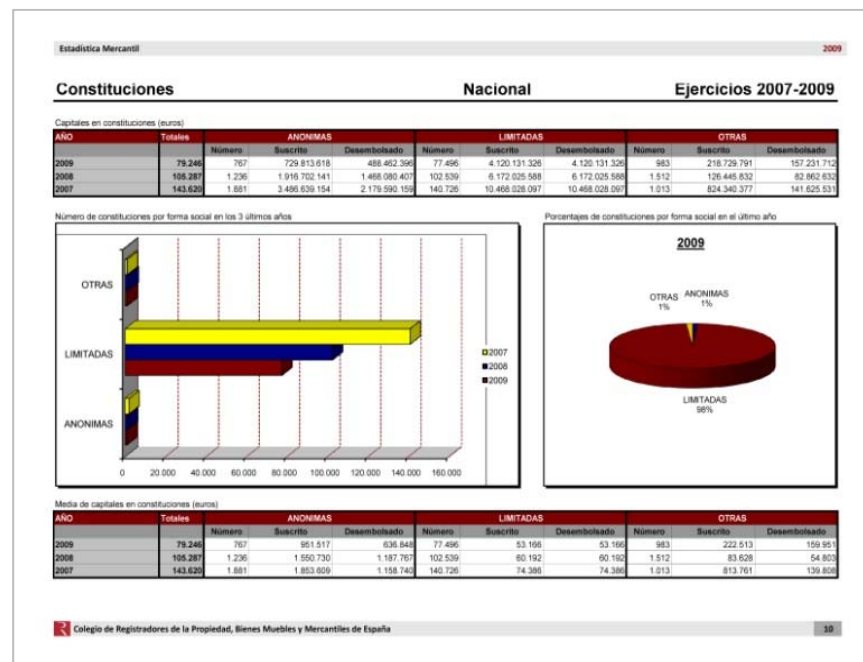 Estadística Mercantil 2009
Constituciones Nacional Ejercicios 2007-2009
Capitales en constituciones (euros)
AÑO Totales ANONIMAS LIMITADAS OTRAS
Número Suscrito Desembolsado Número Suscrito Desembolsado Número Suscrito Desembolsado
2009 79.246 767 729.813.618 488.462.396 77.496 4.120.131.326 4.120.131.326 983 218.729.791 157.231.712
2008 105.287 1.236 1.916.702.141 1.468.080.407 102.539 6.172.025.588 6.172.025.588 1.512 126.445.832 82.862.632
2007 143.620 1.881 3.486.639.154 2.179.590.159 140.726 10.468.028.097 10.468.028.097 1.013 824.340.377 141.625.531
Número de constituciones por forma social en los 3 últimos años
OTRAS
LIMITADAS
ANONIMAS
0 20.000 40.000 60.000 80.000 100.000 120.000 140.000 160.000
2007
2008
2009
Porcentajes de constituciones por forma social en el último año
2009
OTRAS
1%
ANONIMAS
1%
LIMITADAS
98%
Media de capitales en constituciones (euros)
AÑO Totales ANONIMAS LIMITADAS OTRAS
Número Suscrito Desembolsado Número Suscrito Desembolsado Número Suscrito Desembolsado
2009 79.246 767 951.517 636.848 77.496 53.166 53.166 983 222.513 159.951
2008 105.287 1.236 1.550.730 1.187.767 102.539 60.192 60.192 1.512 83.628 54.803
2007 143.620 1.881 1.853.609 1.158.740 140.726 74.386 74.386 1.013 813.761 139.808
Colegio de Registradores de la Propiedad, Bienes Muebles y Mercantiles de España 10